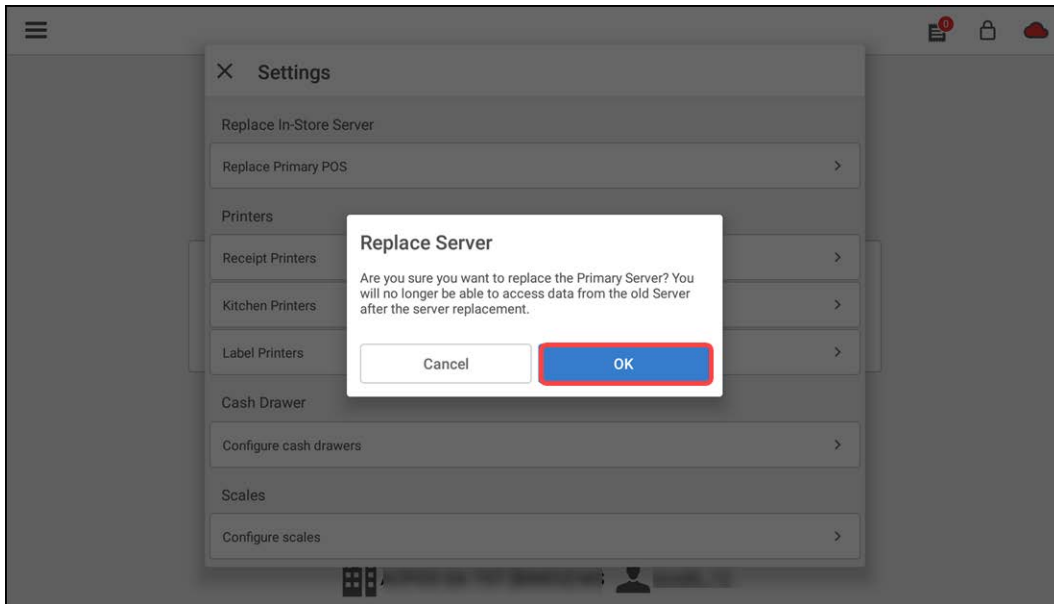 0
Settings
Replace In-Store Server
Replace Primary POS
Printers
Receipt Printers
Kitchen Printers
Label Printers
Replace Server
Are you sure you want to replace the Primary Server? You
will no longer be able to access data from the old Server
after the server replacement.
Cancel
OK
Cash Drawer
Configure cash drawers
Scales
Configure scales